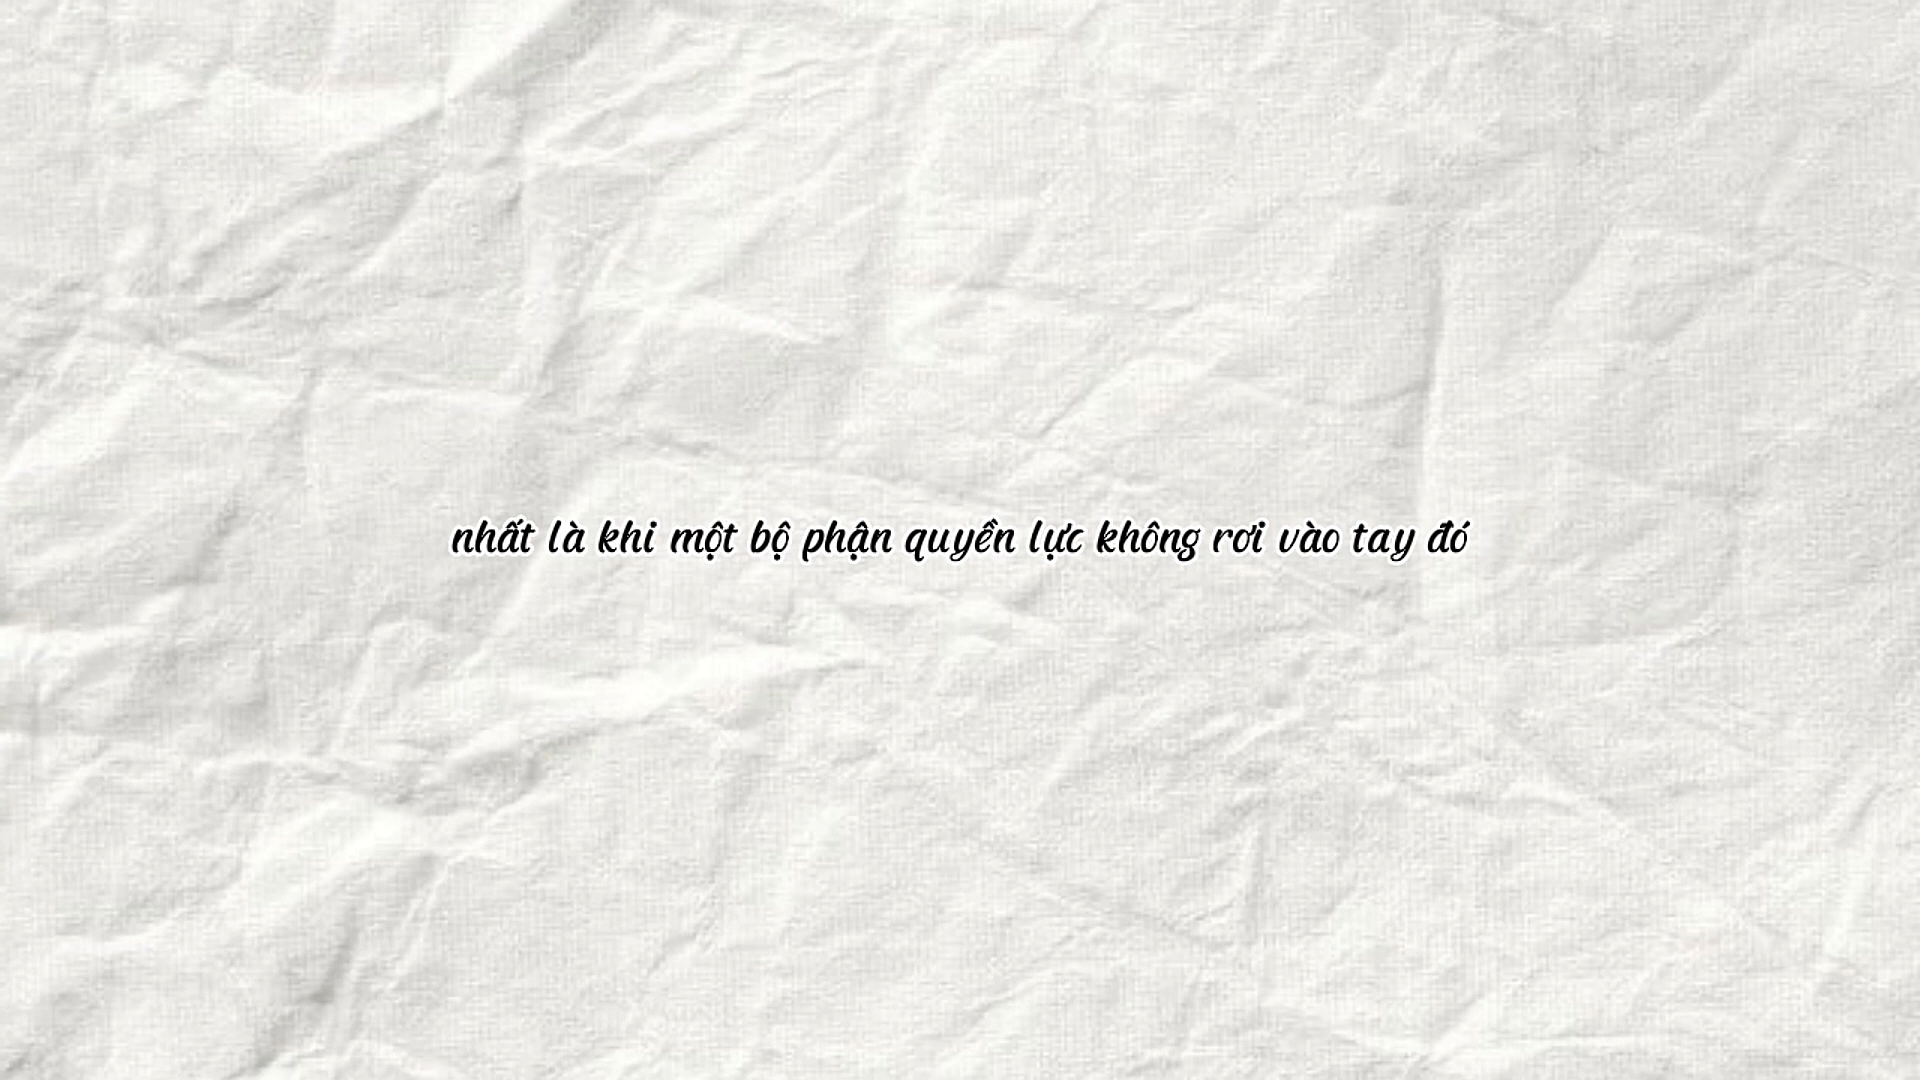 nhất là khi một bộ phận quyền lực không rơi vào tay đó